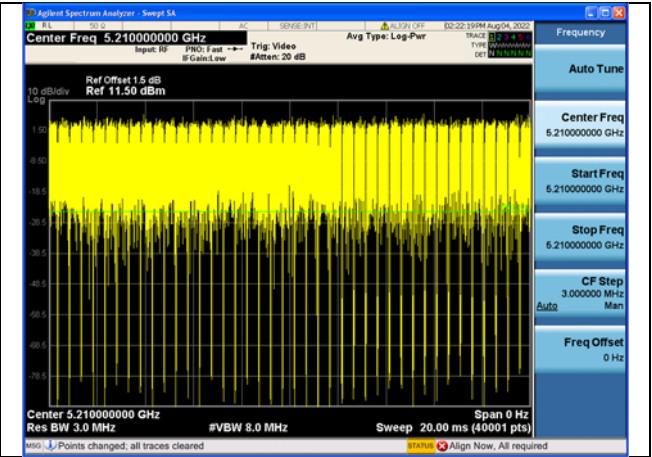 Agilent Spectrum Analyzer - Swept SA
RL 50 Ω AC SENSE:INT ALIGN OFF 02:22:19 PM Aug 04, 2022
Center Freq 5.210000000 GHz
Input: RF PNO: Fast Trig: Video Avg Type: Log-Pwr TRACE 1 2 3 4 5 6
IFGain:Low #Atten: 20 dB TYPE
DET N N N N N N
Frequency
Auto Tune
Ref Offset 1.5 dB
10 dB/div Ref 11.50 dBm
Log
1.50
-8.50
-18.5
-28.5
-38.5
-48.5
-58.5
-68.5
-78.5
Center Freq
5.210000000 GHz
Start Freq
5.210000000 GHz
Stop Freq
5.210000000 GHz
CF Step
3.000000 MHz
Auto Man
Freq Offset
0 Hz
Center 5.210000000 GHz Span 0 Hz
Res BW 3.0 MHz #VBW 8.0 MHz Sweep 20.00 ms (40001 pts)
MSG Points changed; all traces cleared STATUS Align Now, All required